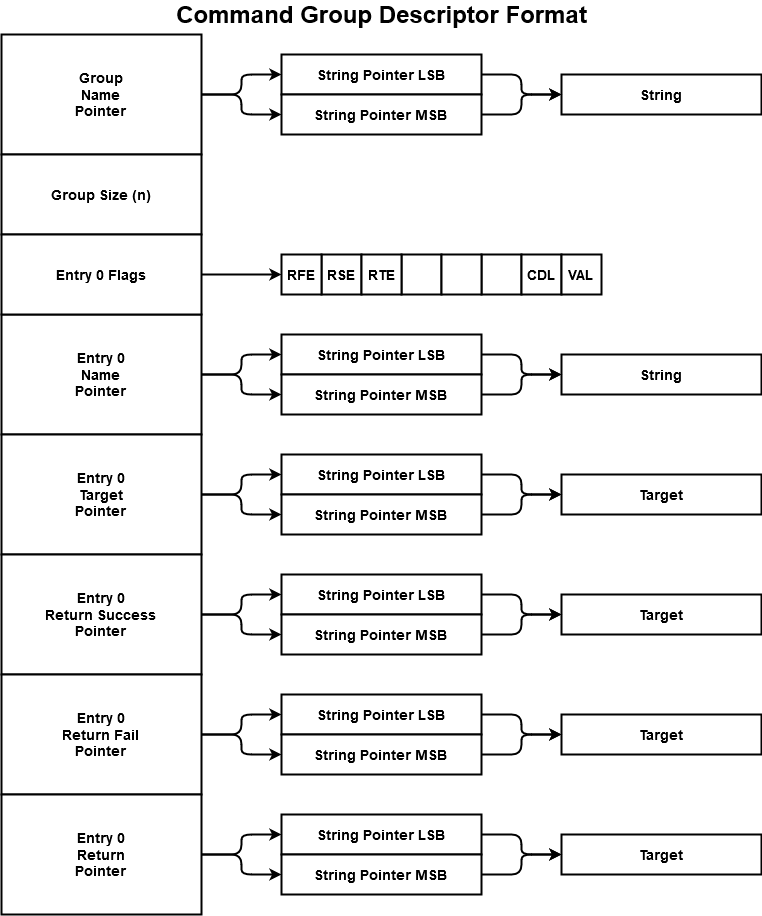 Command Group Descriptor Format
Group
Name
Pointer
String Pointer LSB
String Pointer MSB
String
Group Size (n)
Entry 0 Flags
RFE RSE RTE CDL VAL
Entry 0
Name
Pointer
String Pointer LSB
String Pointer MSB
String
Entry 0
Target
Pointer
String Pointer LSB
String Pointer MSB
Target
Entry 0
Return Success
Pointer
String Pointer LSB
String Pointer MSB
Target
Entry 0
Return Fail
Pointer
String Pointer LSB
String Pointer MSB
Target
Entry 0
Return
Pointer
String Pointer LSB
String Pointer MSB
Target